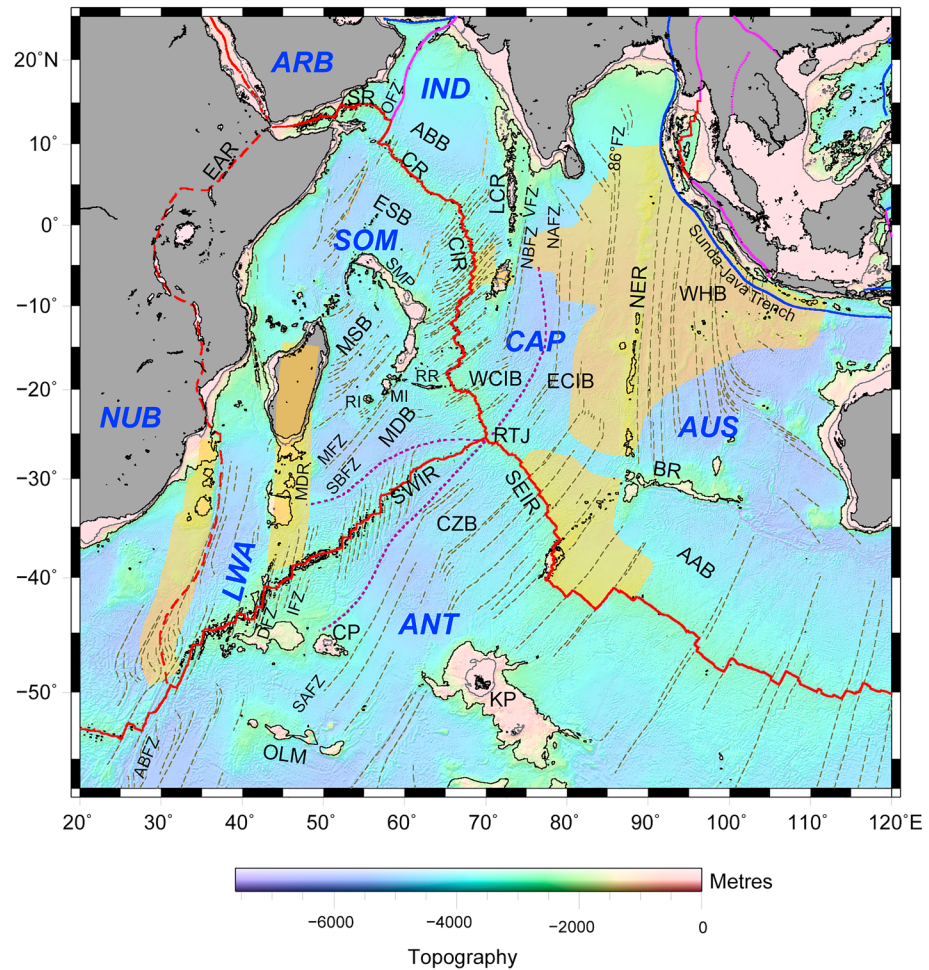 20°N
10°
0°
−10°
−20°
−30°
−40°
−50°
ARB
IND
OFZ
SR
ABB
CR
EAR
ESB
SOM
SMP
CIR
LCR
VFZ
NBFZ
NAFZ
86°FZ
NER
Sunda-Java Trench
WHB
CAP
MSB
RR
RI
MI
WCIB
ECIB
NUB
MDB
MFZ
SBFZ
RTJ
AUS
BR
MDR
SWIR
SEIR
CZB
LWA
AAB
DFZ
IFZ
CP
ANT
SAFZ
KP
OLM
ABFZ
20° 30° 40° 50° 60° 70° 80° 90° 100° 110° 120°E
Metres
−6000 −4000 −2000 0
Topography